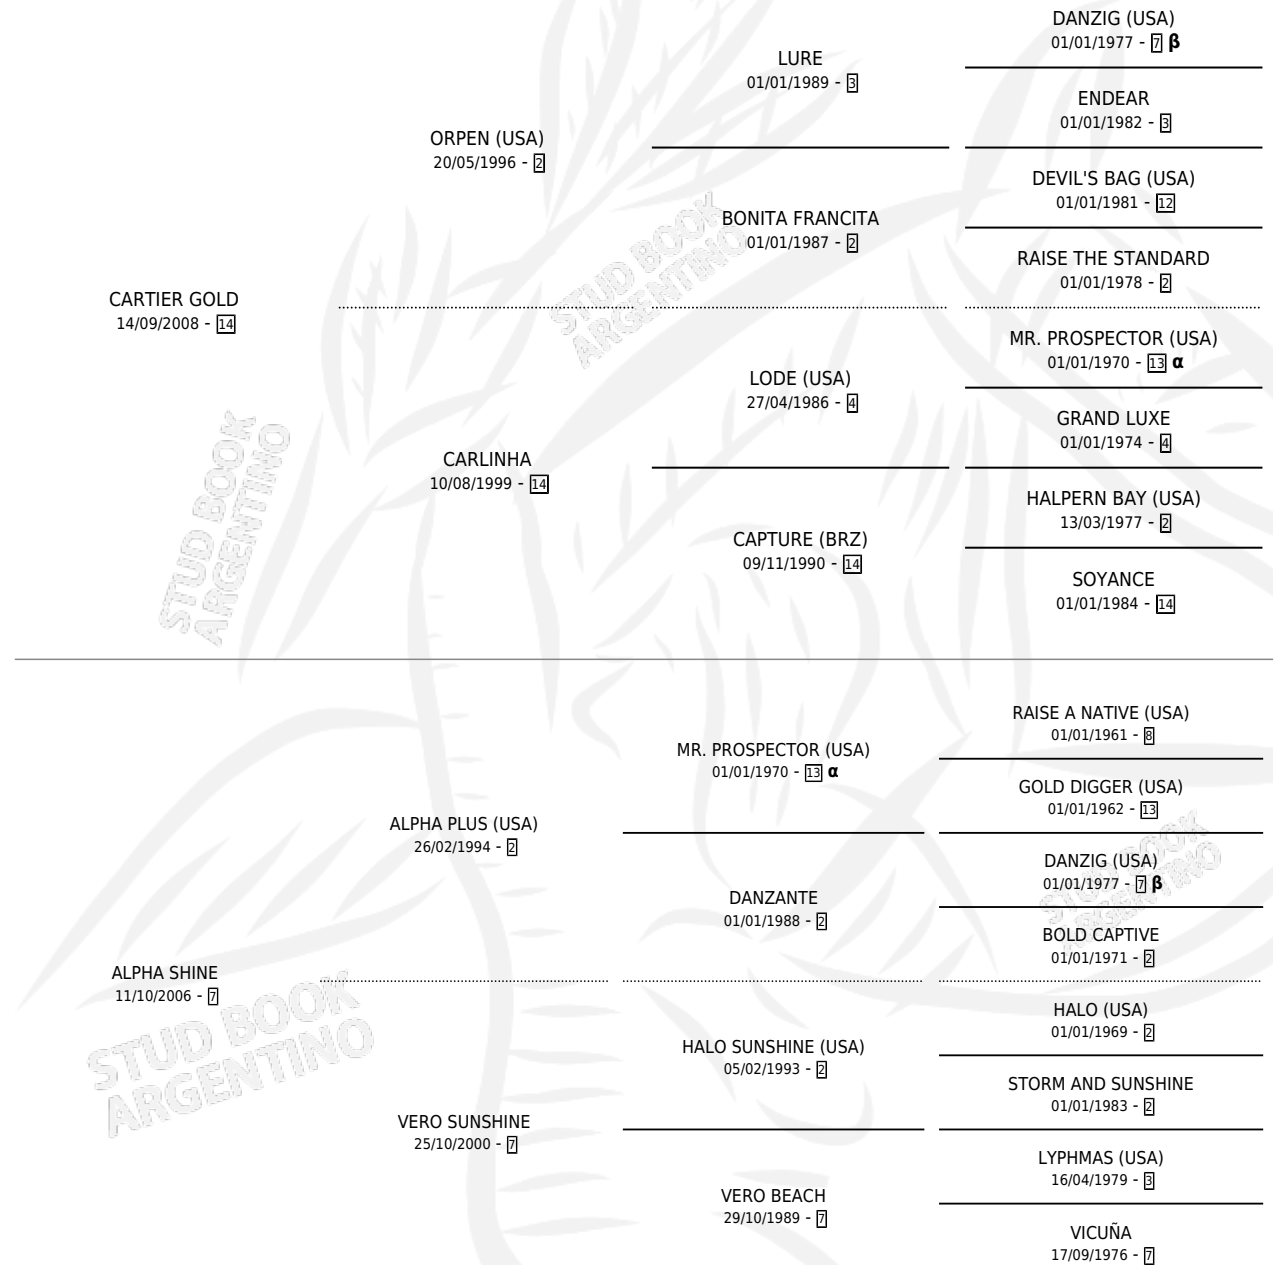 DANZIG (USA)
01/01/1977 - 7 β
LURE
01/01/1989 - 3
ENDEAR
01/01/1982 - 3
ORPEN (USA)
20/05/1996 - 2
DEVIL'S BAG (USA)
01/01/1981 - 12
BONITA FRANCITA
01/01/1987 - 2
RAISE THE STANDARD
01/01/1978 - 2
CARTIER GOLD
14/09/2008 - 14
MR. PROSPECTOR (USA)
01/01/1970 - 13 α
LODE (USA)
27/04/1986 - 4
GRAND LUXE
01/01/1974 - 4
CARLINHA
10/08/1999 - 14
HALPERN BAY (USA)
13/03/1977 - 2
CAPTURE (BRZ)
09/11/1990 - 14
SOYANCE
01/01/1984 - 14
STUD BOOK
ARGENTINO
STUD BOOK
ARGENTINO
RAISE A NATIVE (USA)
01/01/1961 - 8
MR. PROSPECTOR (USA)
01/01/1970 - 13 α
GOLD DIGGER (USA)
01/01/1962 - 13
ALPHA PLUS (USA)
26/02/1994 - 2
DANZIG (USA)
01/01/1977 - 7 β
DANZANTE
01/01/1988 - 2
BOLD CAPTIVE
01/01/1971 - 2
ALPHA SHINE
11/10/2006 - 7
HALO (USA)
01/01/1969 - 2
HALO SUNSHINE (USA)
05/02/1993 - 2
STORM AND SUNSHINE
01/01/1983 - 2
VERO SUNSHINE
25/10/2000 - 7
LYPHMAS (USA)
16/04/1979 - 3
VERO BEACH
29/10/1989 - 7
VICUÑA
17/09/1976 - 7
STUD BOOK
ARGENTINO
STUD BOOK
ARGENTINO